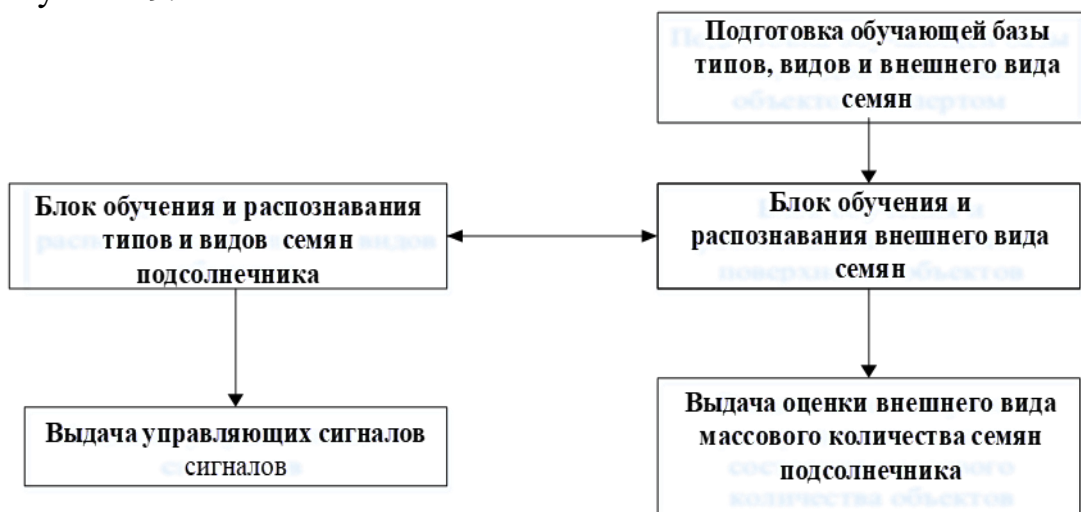 Подготовка обучающей базы
типов, видов и внешнего вида
семян
Блок обучения и распознавания
типов и видов семян
подсолнечника
Блок обучения и
распознавания внешнего вида
семян
Выдача управляющих сигналов
сигналов
Выдача оценки внешнего вида
массового количества семян
подсолнечника